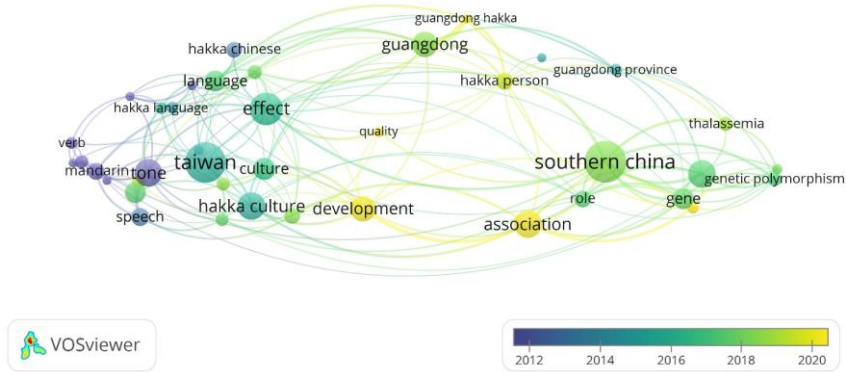 guangdong hakka
guangdong
hakka chinese
guangdong province
language
hakka person
hakka language
effect
thalassemia
quality
verb
taiwan
southern china
mandarin
tone
culture
genetic polymorphism
role
gene
hakka culture
development
speech
association
VOSviewer
2012
2014
2016
2018
2020